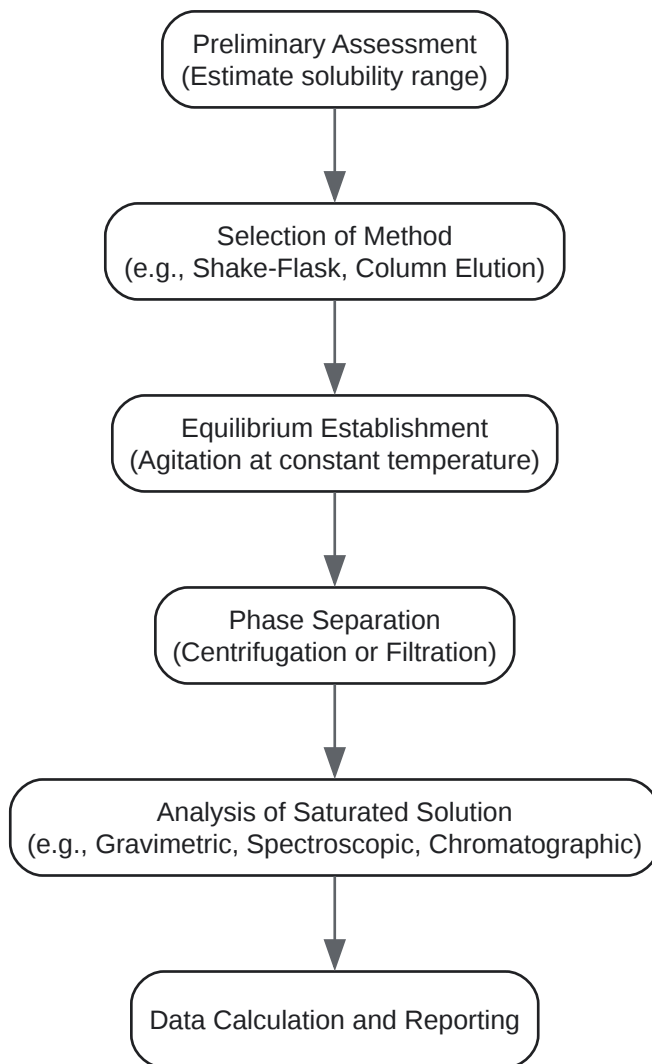 Preliminary Assessment
(Estimate solubility range)
Selection of Method
(e.g., Shake-Flask, Column Elution)
Equilibrium Establishment
(Agitation at constant temperature)
Phase Separation
(Centrifugation or Filtration)
Analysis of Saturated Solution
(e.g., Gravimetric, Spectroscopic, Chromatographic)
Data Calculation and Reporting